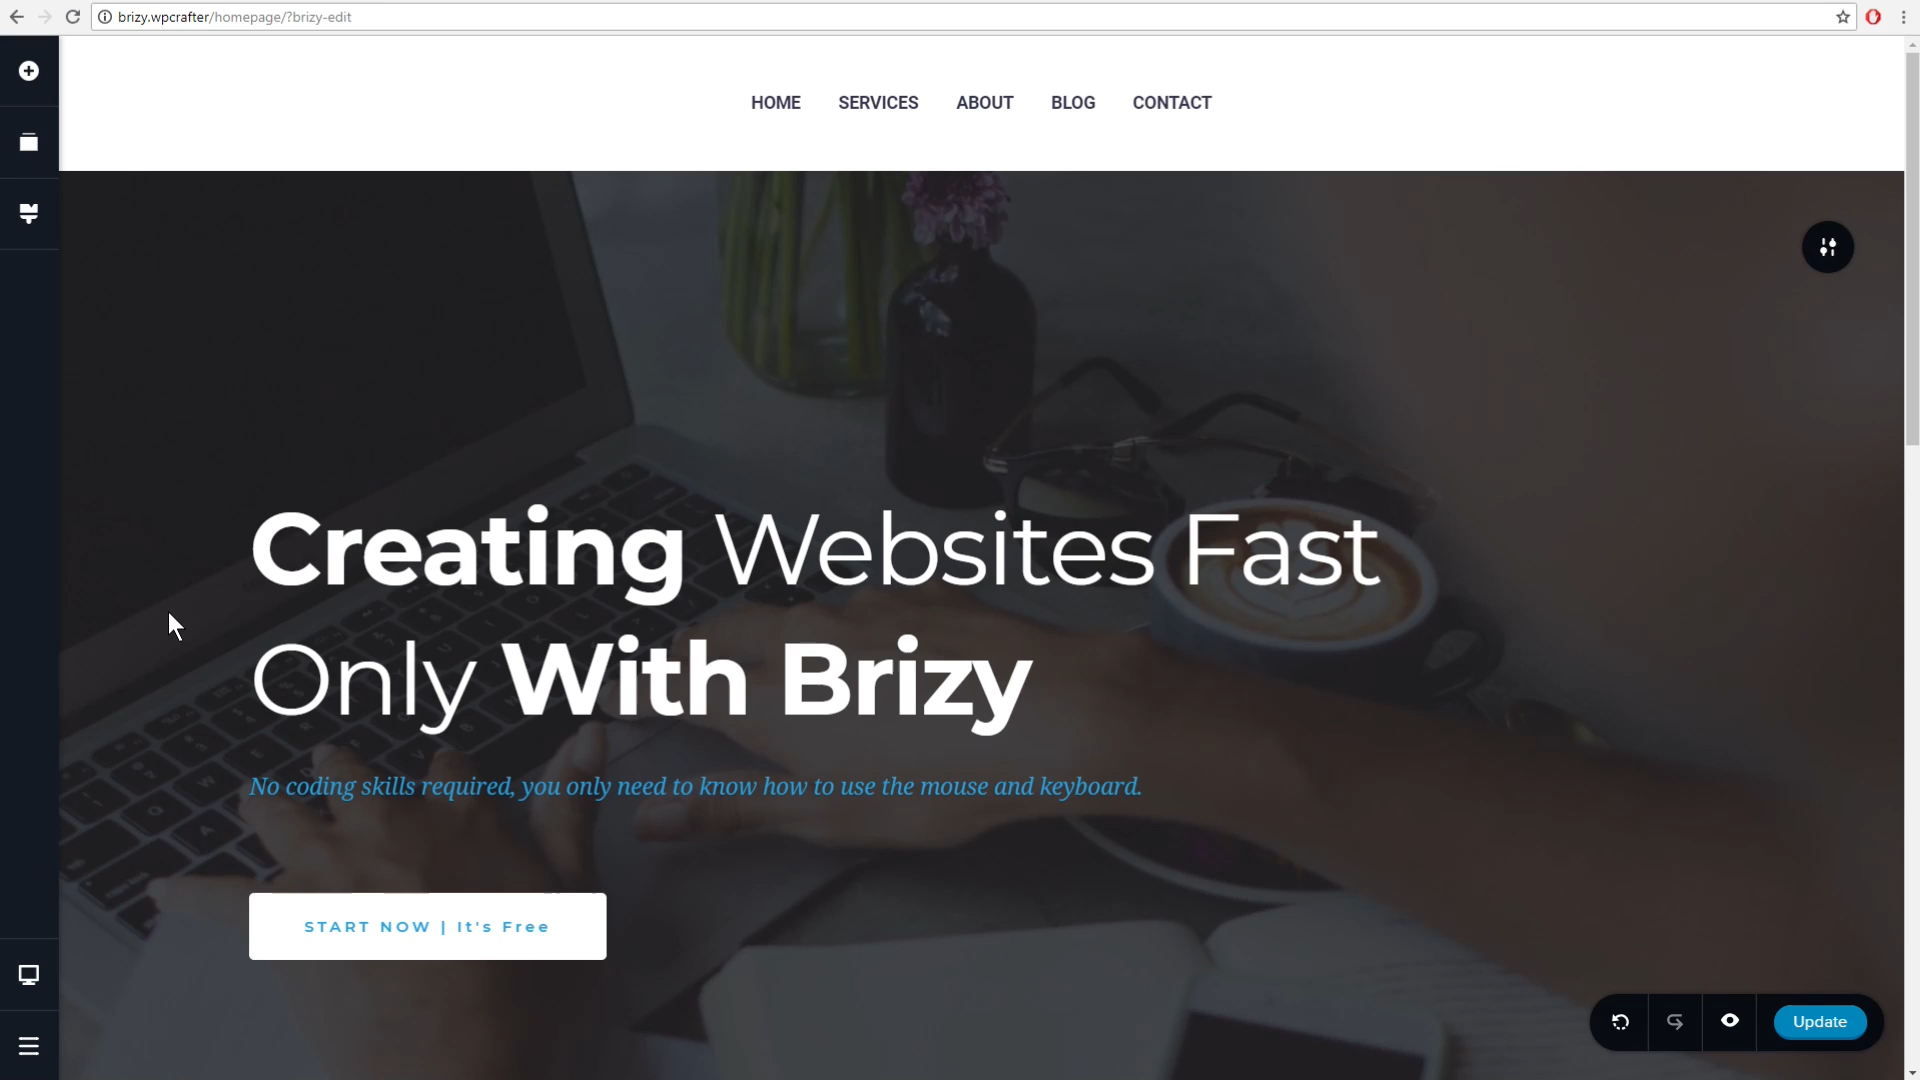 brizy.wpcrafter/homepage/?brizy-edit
HOME SERVICES ABOUT BLOG CONTACT
Creating Websites Fast
Only With Brizy
No coding skills required, you only need to know how to use the mouse and keyboard.
START NOW | It's Free
Update